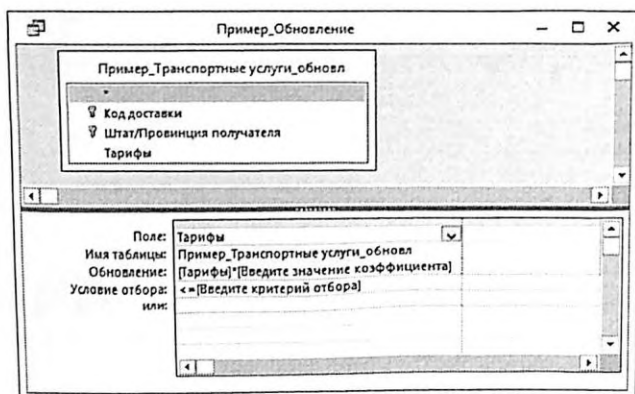 Пример_Обновление
Пример_Транспортные услуги_обновл
*
Код доставки
Штат/Провинция получателя
Тарифы
Поле: Тарифы
Имя таблицы: Пример_Транспортные услуги_обновл
Обновление: [Тарифы]*[Введите значение коэффициента]
Условие отбора: <=[Введите критерий отбора]
или: